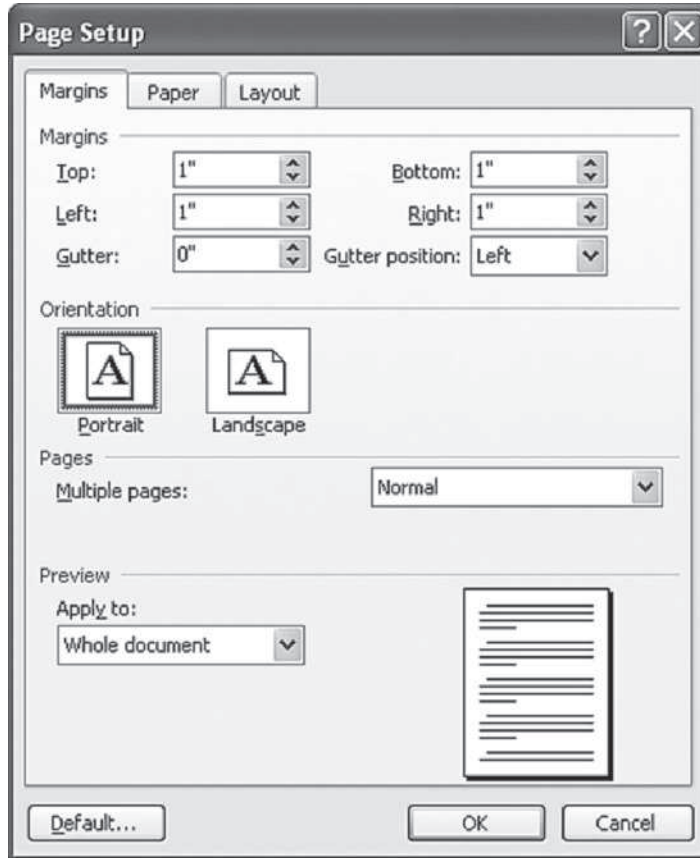 Page Setup
Margins Paper Layout
Margins
Top: 1" Bottom: 1"
Left: 1" Right: 1"
Gutter: 0" Gutter position: Left
Orientation
A A
Portrait Landscape
Pages
Multiple pages: Normal
Preview
Apply to:
Whole document
Default... OK Cancel